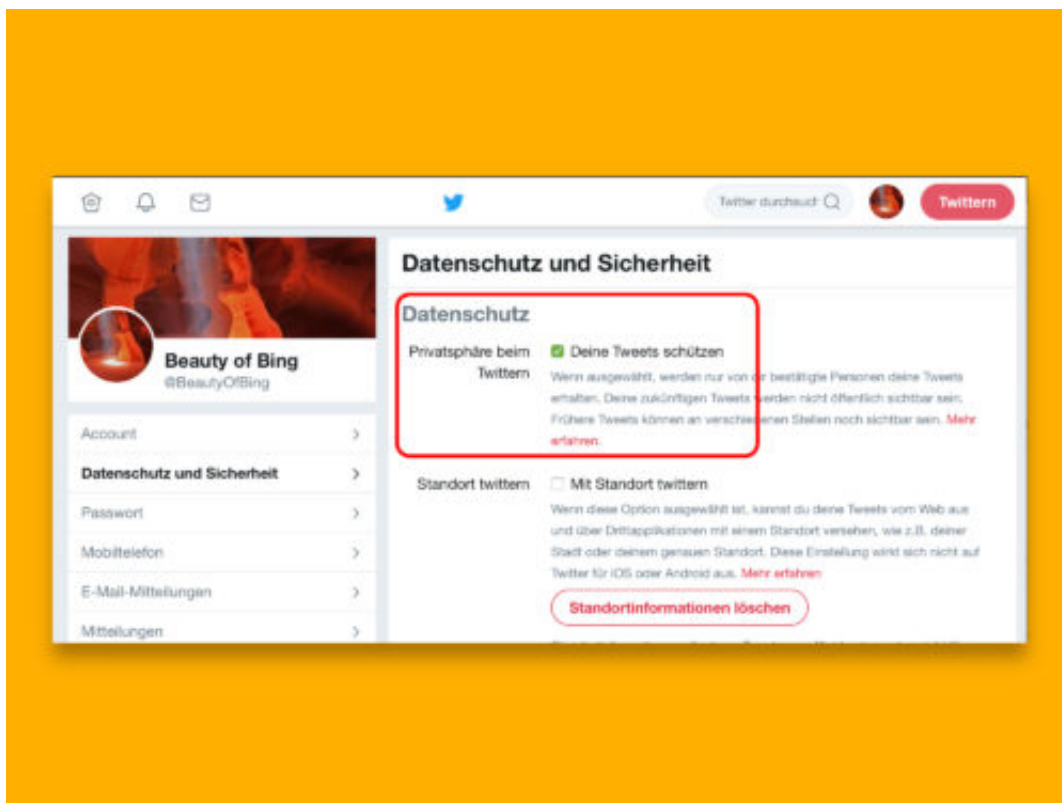 Twitter durchsuch
Twittern
Beauty of Bing
@BeautyOfBing
Account
Datenschutz und Sicherheit
Passwort
Mobiltelefon
E-Mail-Mitteilungen
Mitteilungen
Datenschutz und Sicherheit
Datenschutz
Privatsphäre beim
Twittern
Deine Tweets schützen
Wenn ausgewählt, werden nur von dir bestätigte Personen deine Tweets
erhalten. Deine zukünftigen Tweets werden nicht öffentlich sichtbar sein.
Frühere Tweets können an verschiedenen Stellen noch sichtbar sein. Mehr
erfahren.
Standort twittern
Mit Standort twittern
Wenn diese Option ausgewählt ist, kannst du deine Tweets vom Web aus
und über Drittapplikationen mit einem Standort versehen, wie z.B. deiner
Stadt oder deinem genauen Standort. Diese Einstellung wirkt sich nicht auf
Twitter für iOS oder Android aus. Mehr erfahren
Standortinformationen löschen